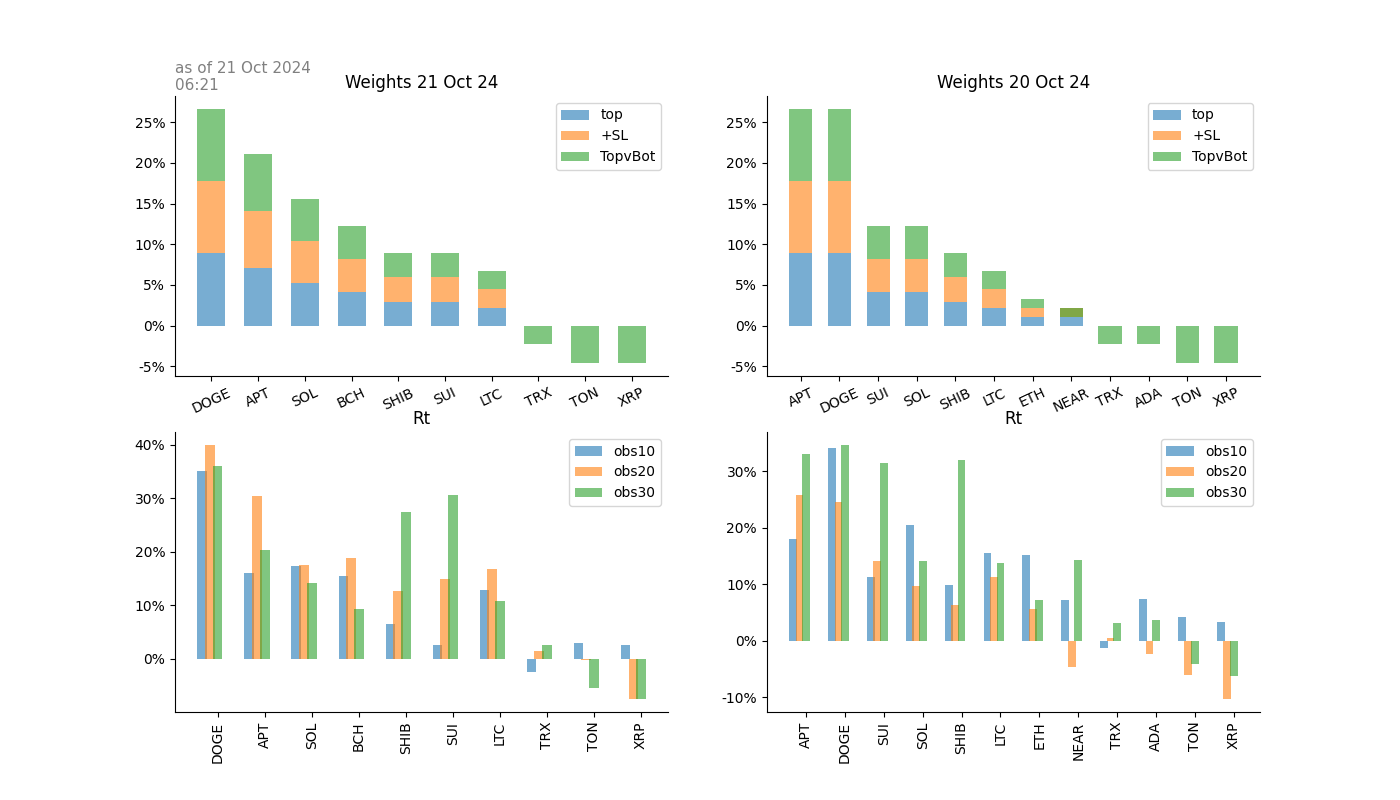 as of 21 Oct 2024
06:21
Weights 21 Oct 24
25%
20%
15%
10%
5%
0%
-5%
top
+SL
TopvBot
DOGE APT SOL BCH SHIB SUI LTC TRX TON XRP
Weights 20 Oct 24
25%
20%
15%
10%
5%
0%
-5%
top
+SL
TopvBot
APT DOGE SUI SOL SHIB LTC ETH NEAR TRX ADA TON XRP
Rt
40%
30%
20%
10%
0%
obs10
obs20
obs30
DOGE APT SOL BCH SHIB SUI LTC TRX TON XRP
Rt
30%
20%
10%
0%
-10%
obs10
obs20
obs30
APT DOGE SUI SOL SHIB LTC ETH NEAR TRX ADA TON XRP